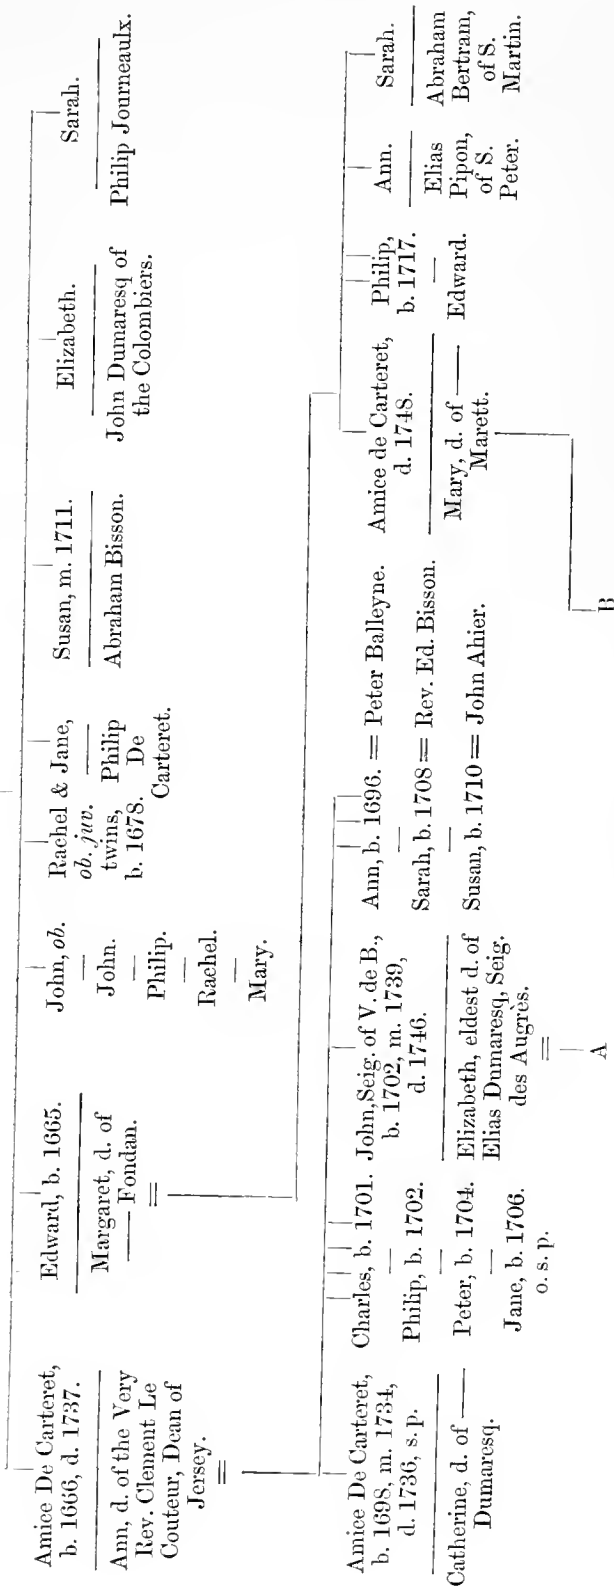 Amice De Carteret,
b. 1666, d. 1737.
Ann, d. of the Very
Rev. Clement Le
Couteur, Dean of
Jersey.
=
Edward, b. 1665.
Margaret, d. of
—— Fondan.
=
John, ob.
—
John.
—
Philip.
—
Rachel.
—
Mary.
Rachel & Jane,
ob. juv.
twins,
b. 1678.
Philip
De
Carteret.
Susan, m. 1711.
Abraham Bisson.
Elizabeth.
John Dumaresq of
the Colombiers.
Sarah.
Philip Journeaulx.
Amice De Carteret,
b. 1698, m. 1734,
d. 1736, s. p.
Catherine, d. of ——
Dumaresq.
Charles, b. 1701.
—
Philip, b. 1702.
—
Peter, b. 1704.
—
Jane, b. 1706.
o. s. p.
John, Seig. of V. de B.,
b. 1702, m. 1739,
d. 1746.
Elizabeth, eldest d. of
Elias Dumaresq, Seig.
des Augrès.
=
A
Ann, b. 1696. = Peter Balleyne.
—
Sarah, b. 1708 = Rev. Ed. Bisson.
—
Susan, b. 1710 = John Ahier.
Amice de Carteret,
d. 1748.
Mary, d. of ——
Marett.
B
Philip,
b. 1717.
—
Edward.
Ann.
Elias
Pipon,
of S.
Peter.
Sarah.
Abraham
Bertram,
of S.
Martin.